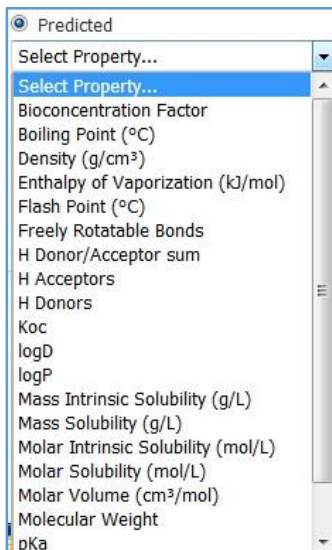 Predicted
Select Property...
Select Property...
Bioconcentration Factor
Boiling Point (ºC)
Density (g/cm³)
Enthalpy of Vaporization (kJ/mol)
Flash Point (ºC)
Freely Rotatable Bonds
H Donor/Acceptor sum
H Acceptors
H Donors
Koc
logD
logP
Mass Intrinsic Solubility (g/L)
Mass Solubility (g/L)
Molar Intrinsic Solubility (mol/L)
Molar Solubility (mol/L)
Molar Volume (cm³/mol)
Molecular Weight
pKa